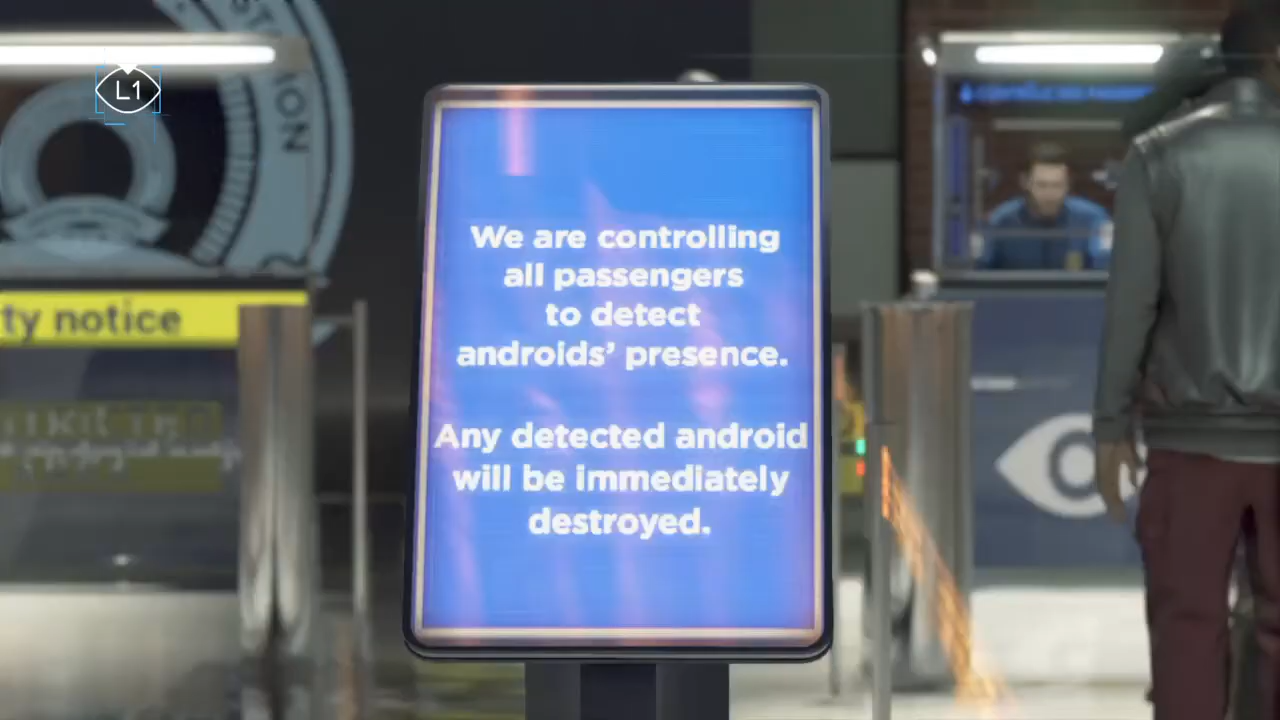 L1
ty notice
We are controlling
all passengers
to detect
androids’ presence.
Any detected android
will be immediately
destroyed.